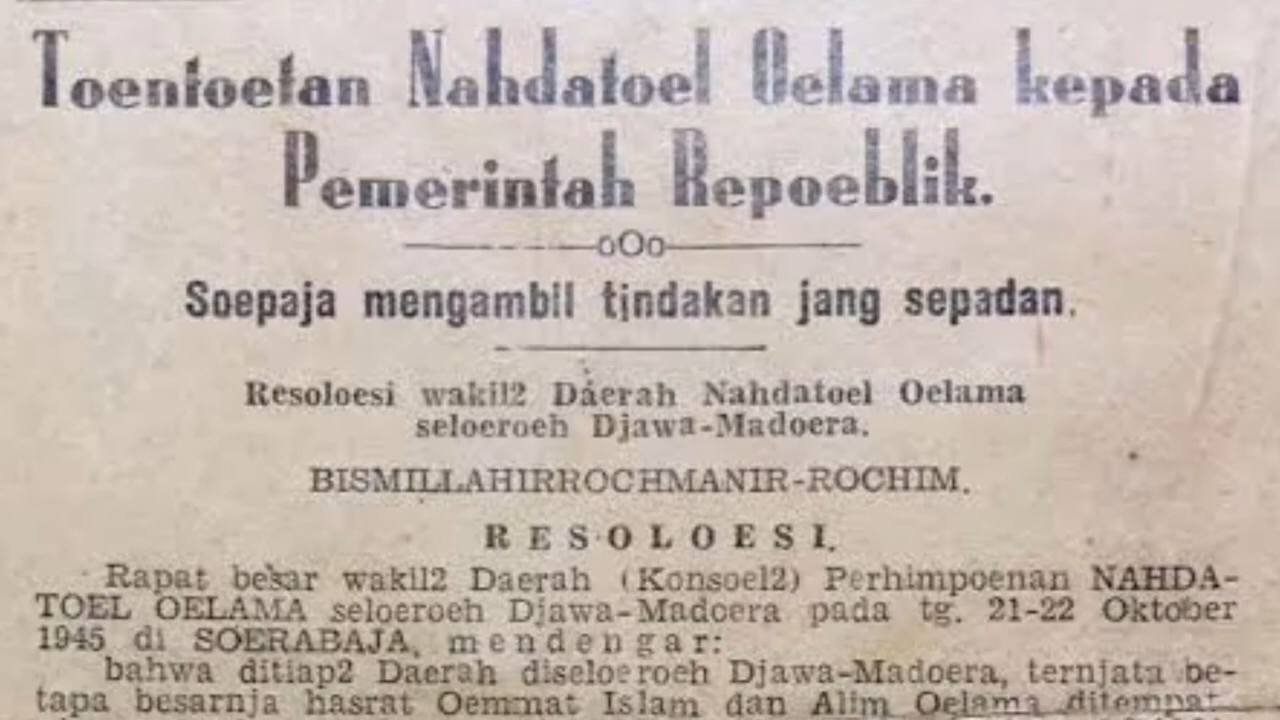 Toentoetan Nahdatoel Oelama kepada
Pemerintah Repoeblik.
oOo
Soepaja mengambil tindakan jang sepadan.
Resoloesi wakil2 Daerah Nahdatoel Oelama
seloeroeh Djawa-Madoera.
BISMILLAHIRROCHMANIR-ROCHIM.
RESOLOESI.
Rapat besar wakil2 Daerah (Konsoel2) Perhimpoenan NAHDA-
TOEL OELAMA seloeroeh Djawa-Madoera pada tg. 21-22 Oktober
1945 di SOERABAJA, mendengar:
bahwa ditiap2 Daerah diseloeroeh Djawa-Madoera, ternjata be-
tapa besarnja hasrat Oemmat Islam dan Alim Oelama ditempat